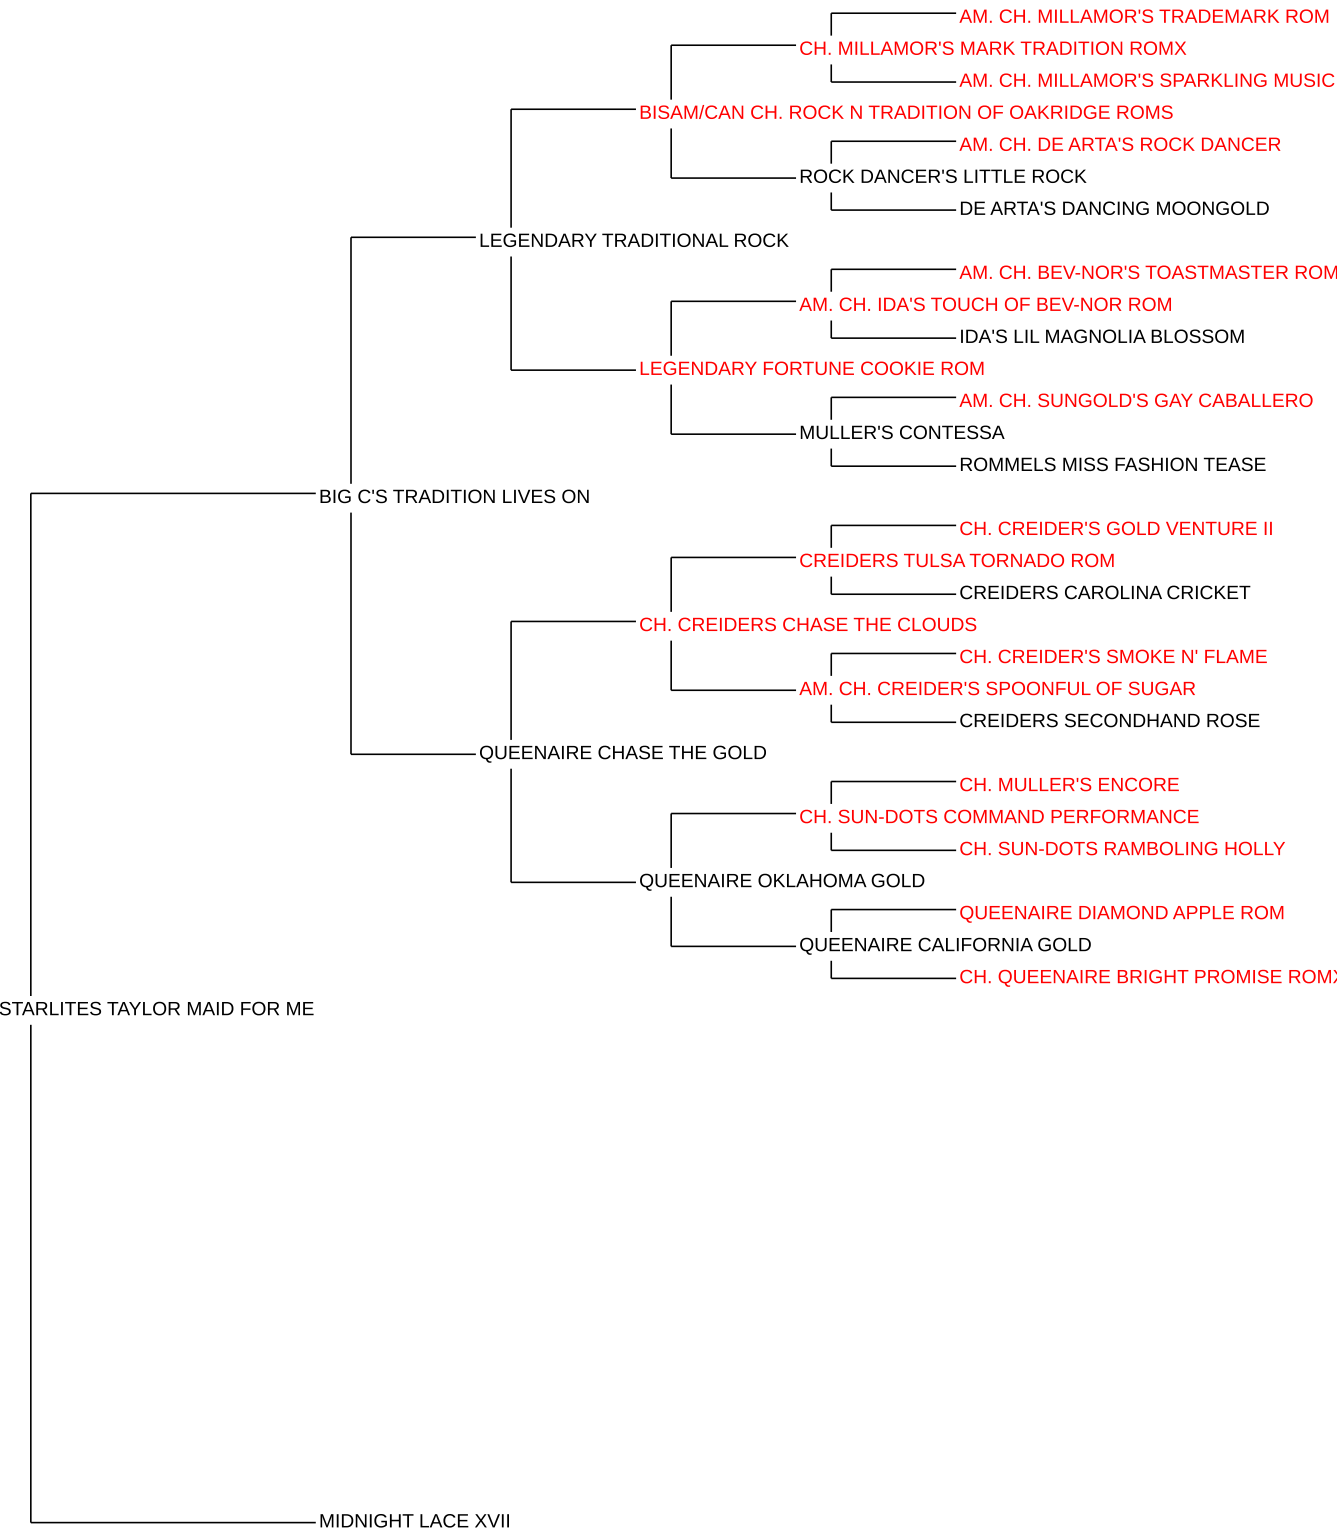 AM. CH. MILLAMOR'S TRADEMARK ROM
CH. MILLAMOR'S MARK TRADITION ROMX
AM. CH. MILLAMOR'S SPARKLING MUSIC
BISAM/CAN CH. ROCK N TRADITION OF OAKRIDGE ROMS
AM. CH. DE ARTA'S ROCK DANCER
ROCK DANCER'S LITTLE ROCK
DE ARTA'S DANCING MOONGOLD
LEGENDARY TRADITIONAL ROCK
AM. CH. BEV-NOR'S TOASTMASTER ROM
AM. CH. IDA'S TOUCH OF BEV-NOR ROM
IDA'S LIL MAGNOLIA BLOSSOM
LEGENDARY FORTUNE COOKIE ROM
AM. CH. SUNGOLD'S GAY CABALLERO
MULLER'S CONTESSA
ROMMELS MISS FASHION TEASE
BIG C'S TRADITION LIVES ON
CH. CREIDER'S GOLD VENTURE II
CREIDERS TULSA TORNADO ROM
CREIDERS CAROLINA CRICKET
CH. CREIDERS CHASE THE CLOUDS
CH. CREIDER'S SMOKE N' FLAME
AM. CH. CREIDER'S SPOONFUL OF SUGAR
CREIDERS SECONDHAND ROSE
QUEENAIRE CHASE THE GOLD
CH. MULLER'S ENCORE
CH. SUN-DOTS COMMAND PERFORMANCE
CH. SUN-DOTS RAMBOLING HOLLY
QUEENAIRE OKLAHOMA GOLD
QUEENAIRE DIAMOND APPLE ROM
QUEENAIRE CALIFORNIA GOLD
CH. QUEENAIRE BRIGHT PROMISE ROMX
STARLITES TAYLOR MAID FOR ME
MIDNIGHT LACE XVII